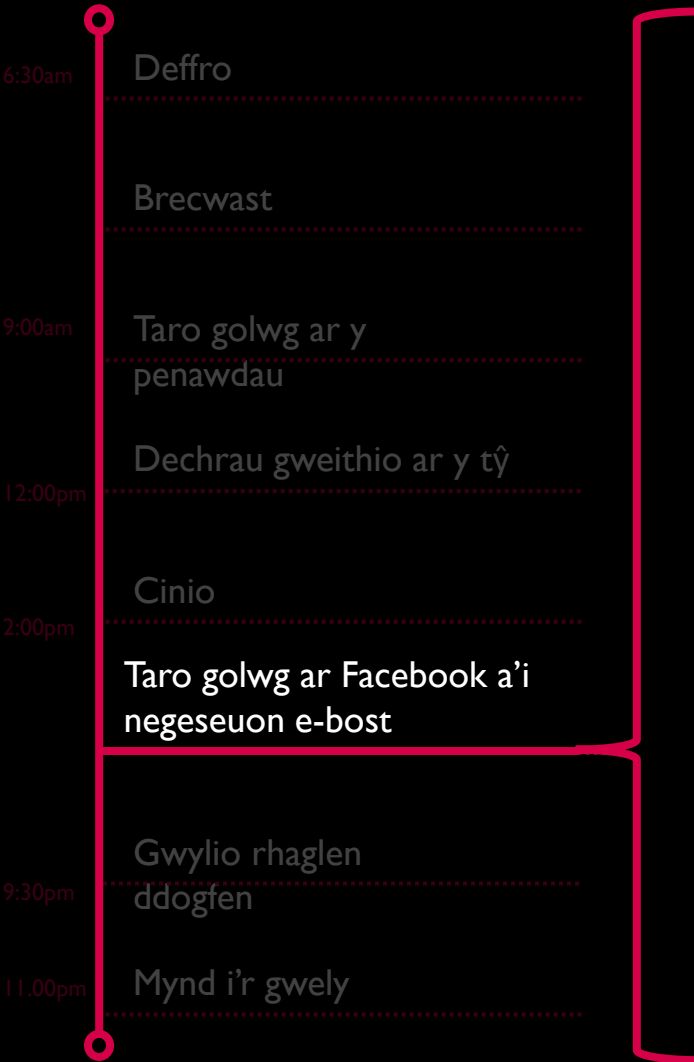 6:30am
Deffro
Brecwast
9:00am
Taro golwg ar y
penawdau
Dechrau gweithio ar y tŷ
12:00pm
Cinio
2:00pm
Taro golwg ar Facebook a’i
negeseuon e-bost
Gwylio rhaglen
9:30pm
ddogfen
11.00pm
Mynd i’r gwely